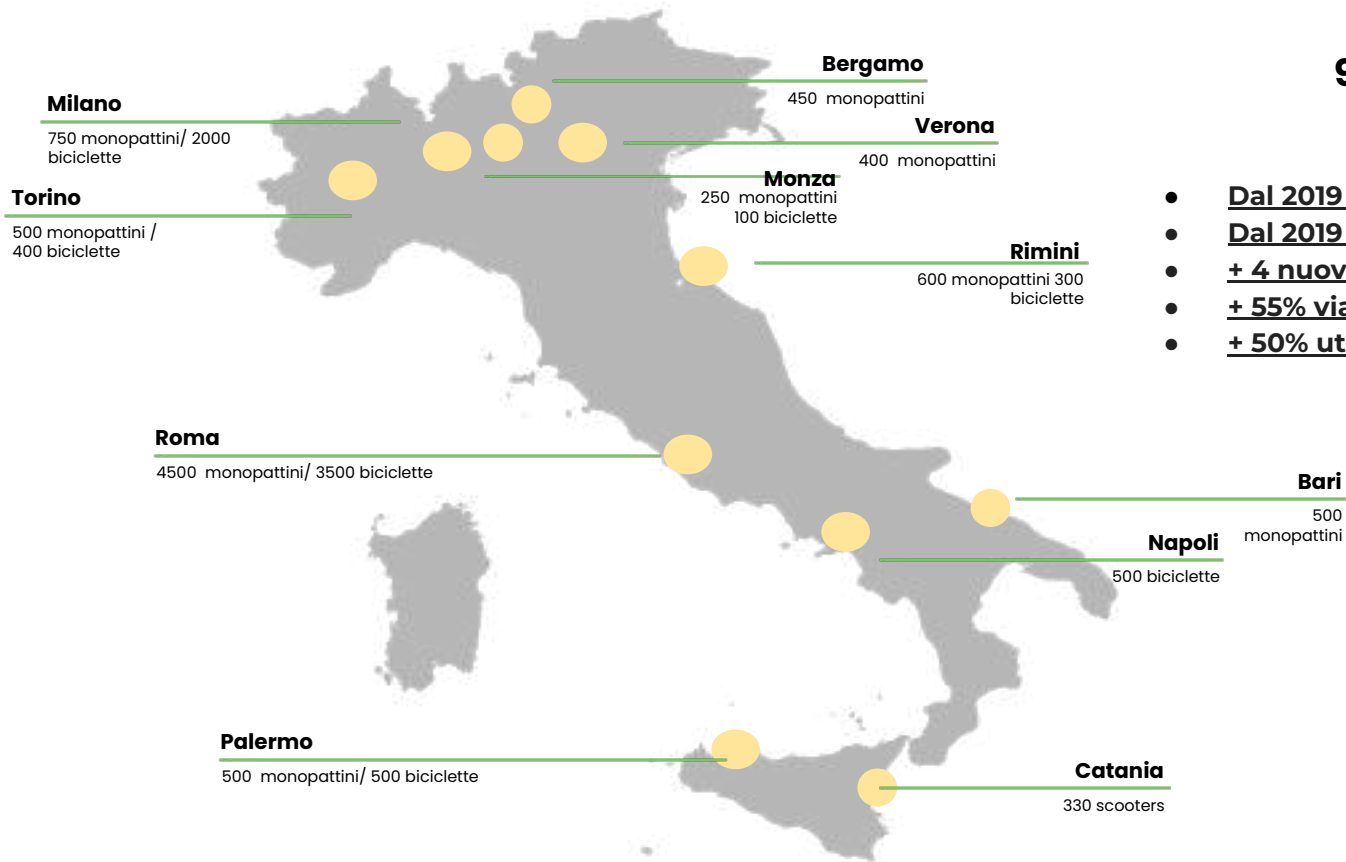 Bergamo
450 monopattini
Milano
750 monopattini/ 2000
biciclette
Verona
400 monopattini
Monza
250 monopattini
100 biciclette
Torino
500 monopattini /
400 biciclette
Rimini
600 monopattini 300
biciclette
● Dal 2019
● Dal 2019
● + 4 nuov
● + 55% via
● + 50% ut
Roma
4500 monopattini/ 3500 biciclette
Bari
500
monopattini
Napoli
500 biciclette
Palermo
500 monopattini/ 500 biciclette
Catania
330 scooters